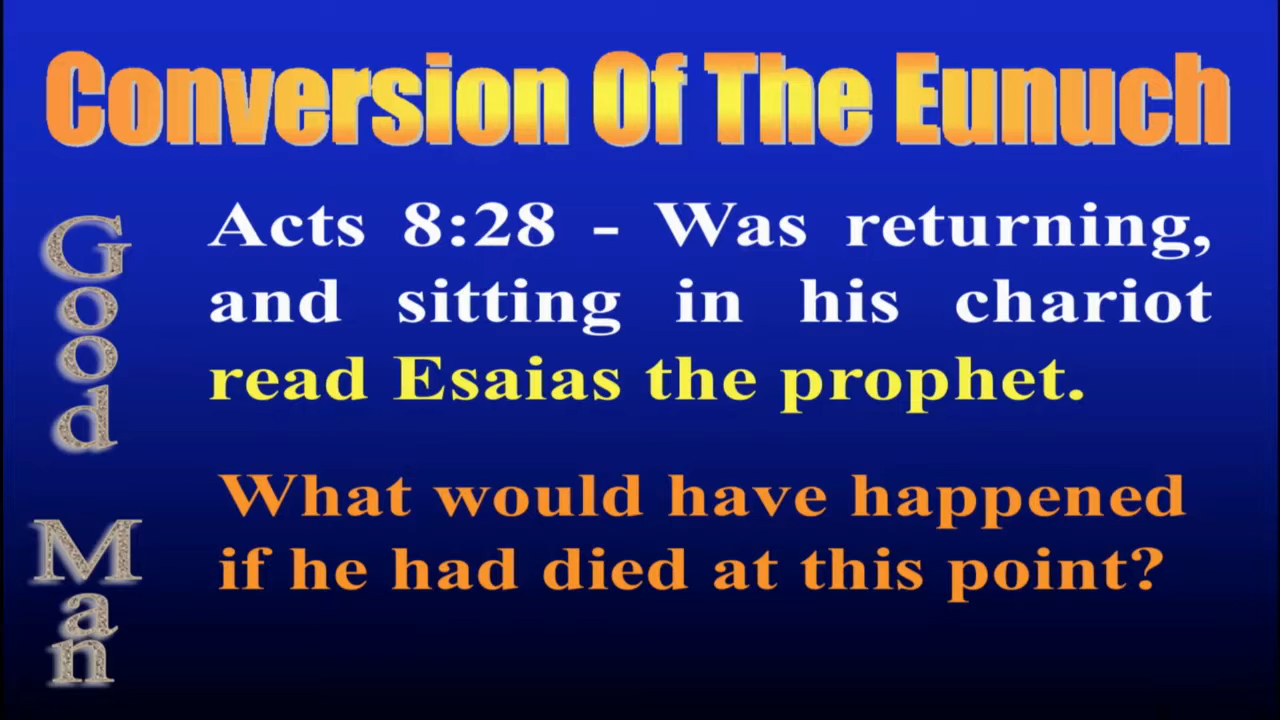 Conversion Of The Eunuch
Acts 8:28 - Was returning,
and sitting in his chariot
read Esaias the prophet.
What would have happened
if he had died at this point?
Good Man